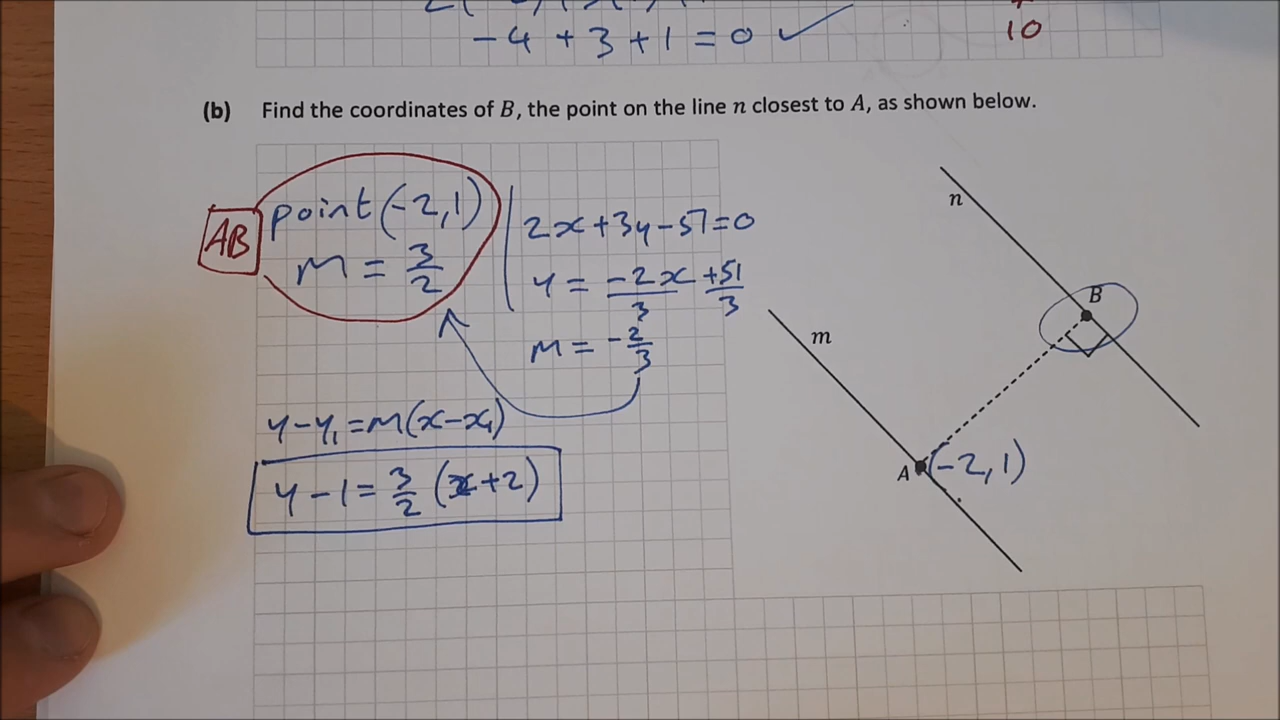 -4 + 3 + 1 = 0 ✓
10
(b) Find the coordinates of B, the point on the line n closest to A, as shown below.
AB
point (-2,1)
m = 3/2
2x+3y-51=0
y = -2x/3 +51/3
m = -2/3
y-y₁=m(x-x₁)
y-1=3/2(x+2)
n
B
m
A (-2,1)